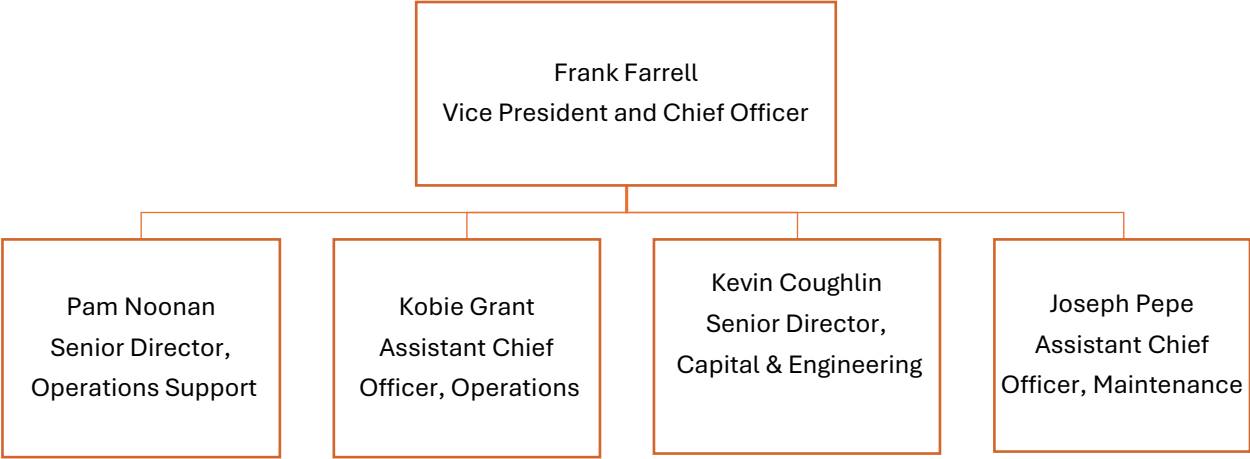 Frank Farrell
Vice President and Chief Officer
Pam Noonan
Senior Director,
Operations Support
Kobie Grant
Assistant Chief
Officer, Operations
Kevin Coughlin
Senior Director,
Capital & Engineering
Joseph Pepe
Assistant Chief
Officer, Maintenance